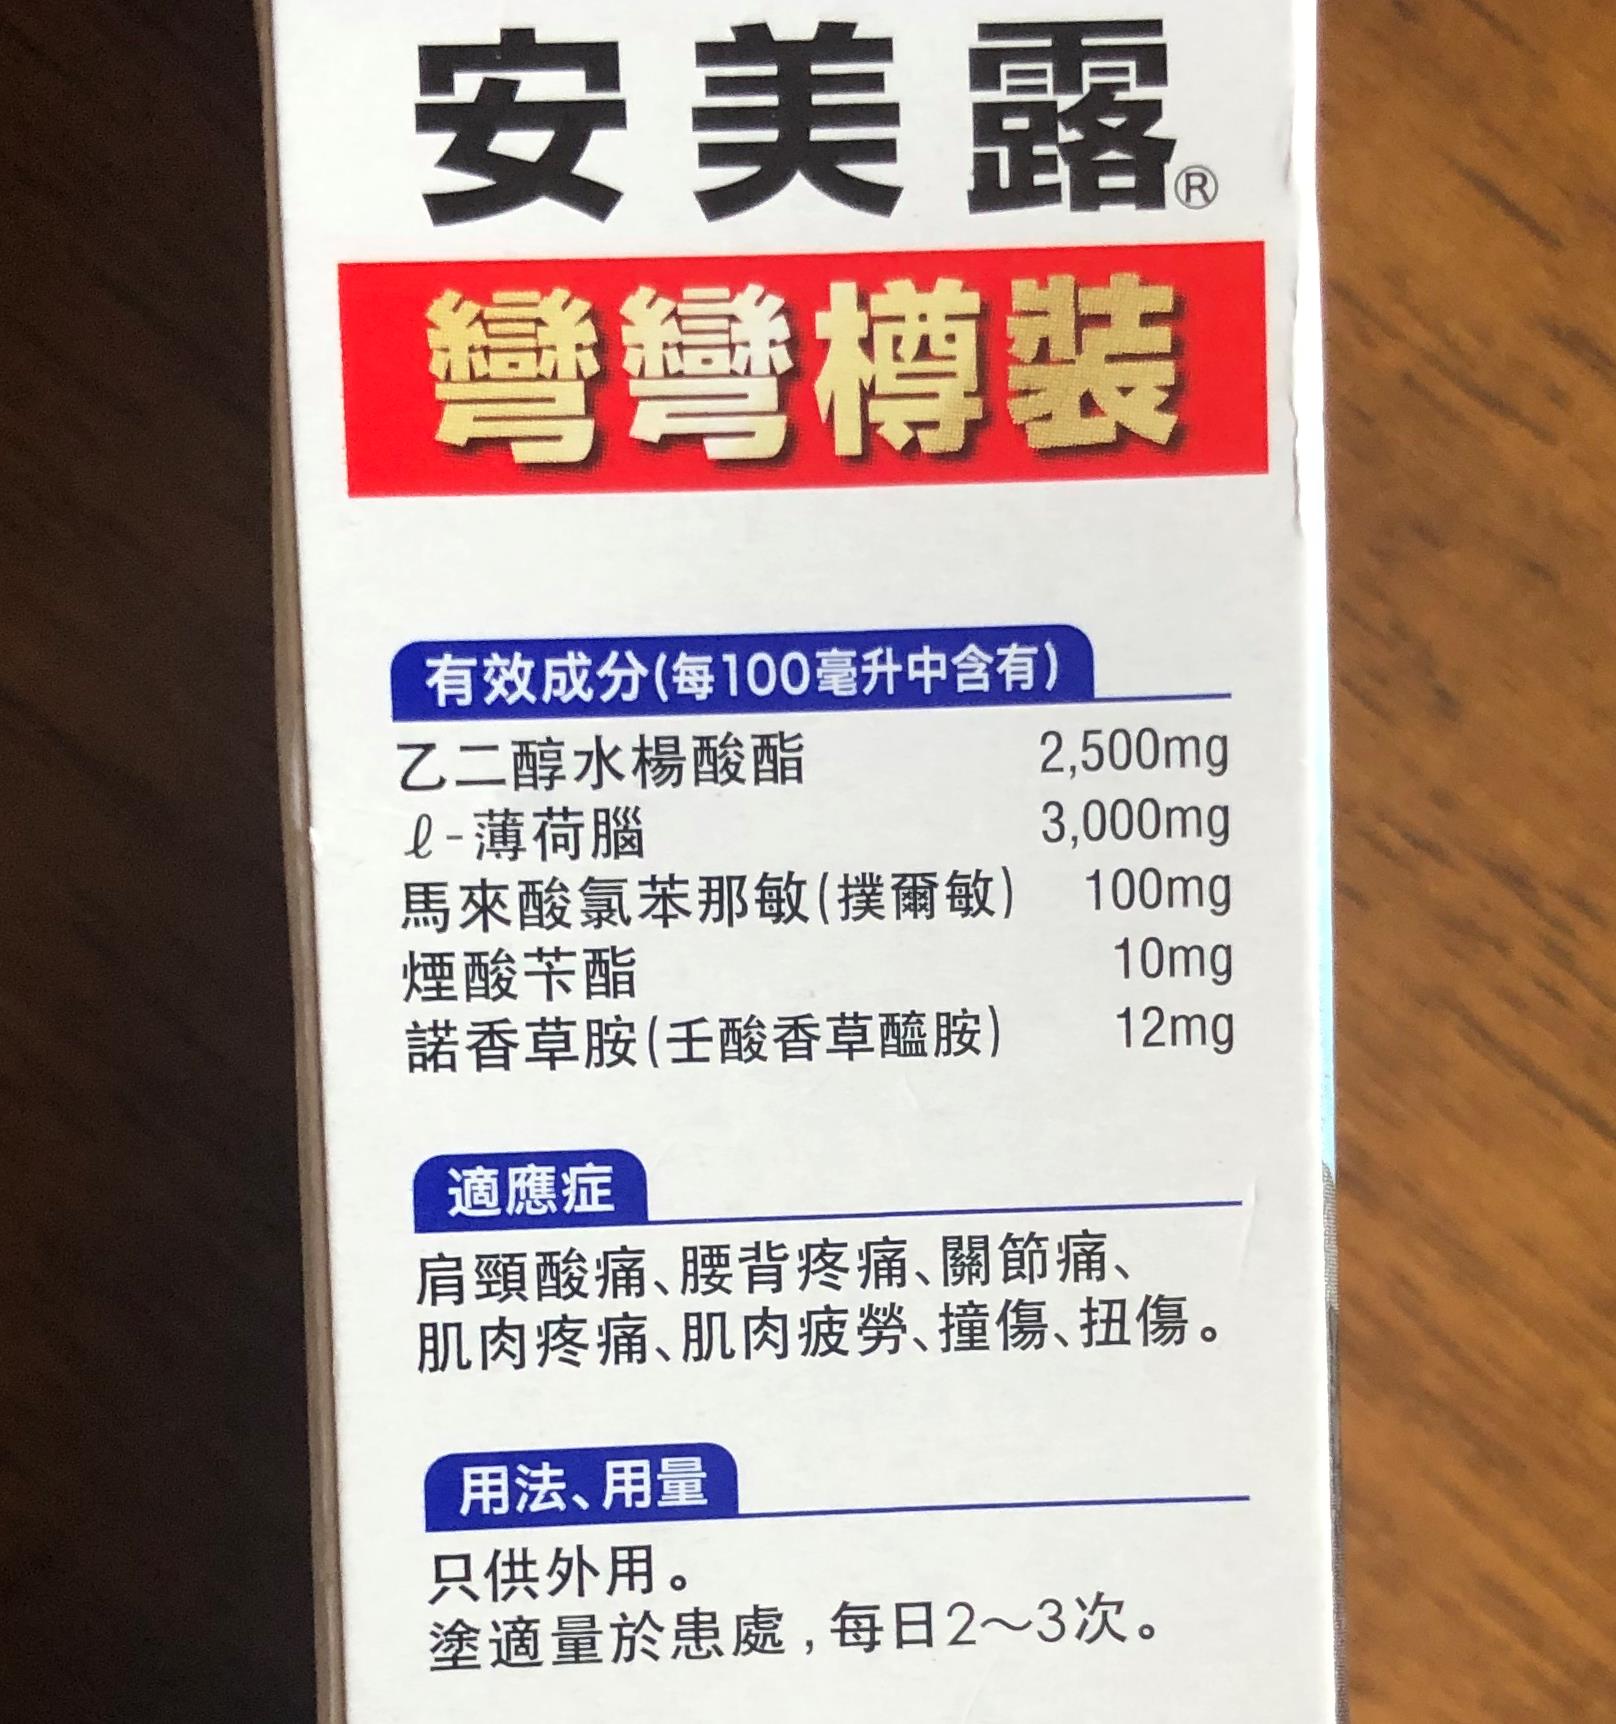 安美露®
彎彎樽裝
有效成分(每100毫升中含有)
乙二醇水楊酸酯 2,500mg
ℓ-薄荷腦 3,000mg
馬來酸氯苯那敏(撲爾敏) 100mg
煙酸苄酯 10mg
諾香草胺(壬酸香草醯胺) 12mg
適應症
肩頸酸痛、腰背疼痛、關節痛、
肌肉疼痛、肌肉疲勞、撞傷、扭傷。
用法、用量
只供外用。
塗適量於患處,每日2～3次。